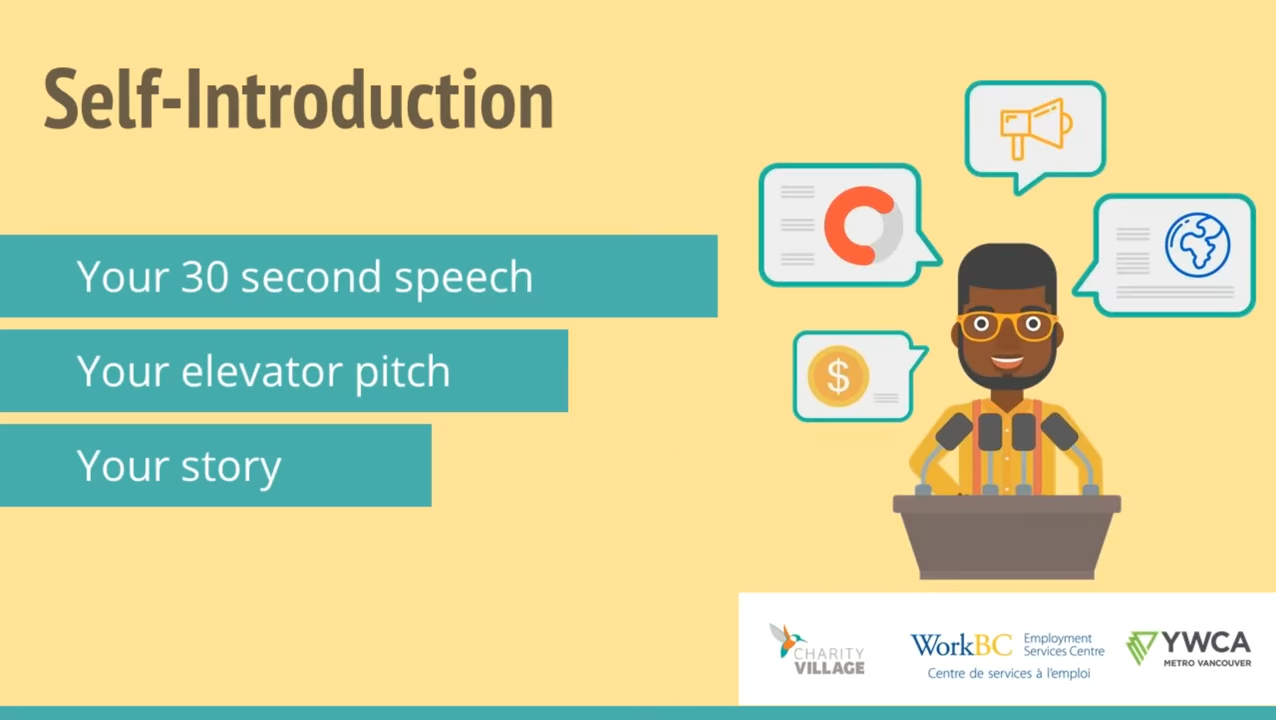 Self-Introduction
Your 30 second speech
Your elevator pitch
Your story
$
CHARITY
VILLAGE
WorkBC Employment
Services Centre
Centre de services à l'emploi
YWCA
METRO VANCOUVER